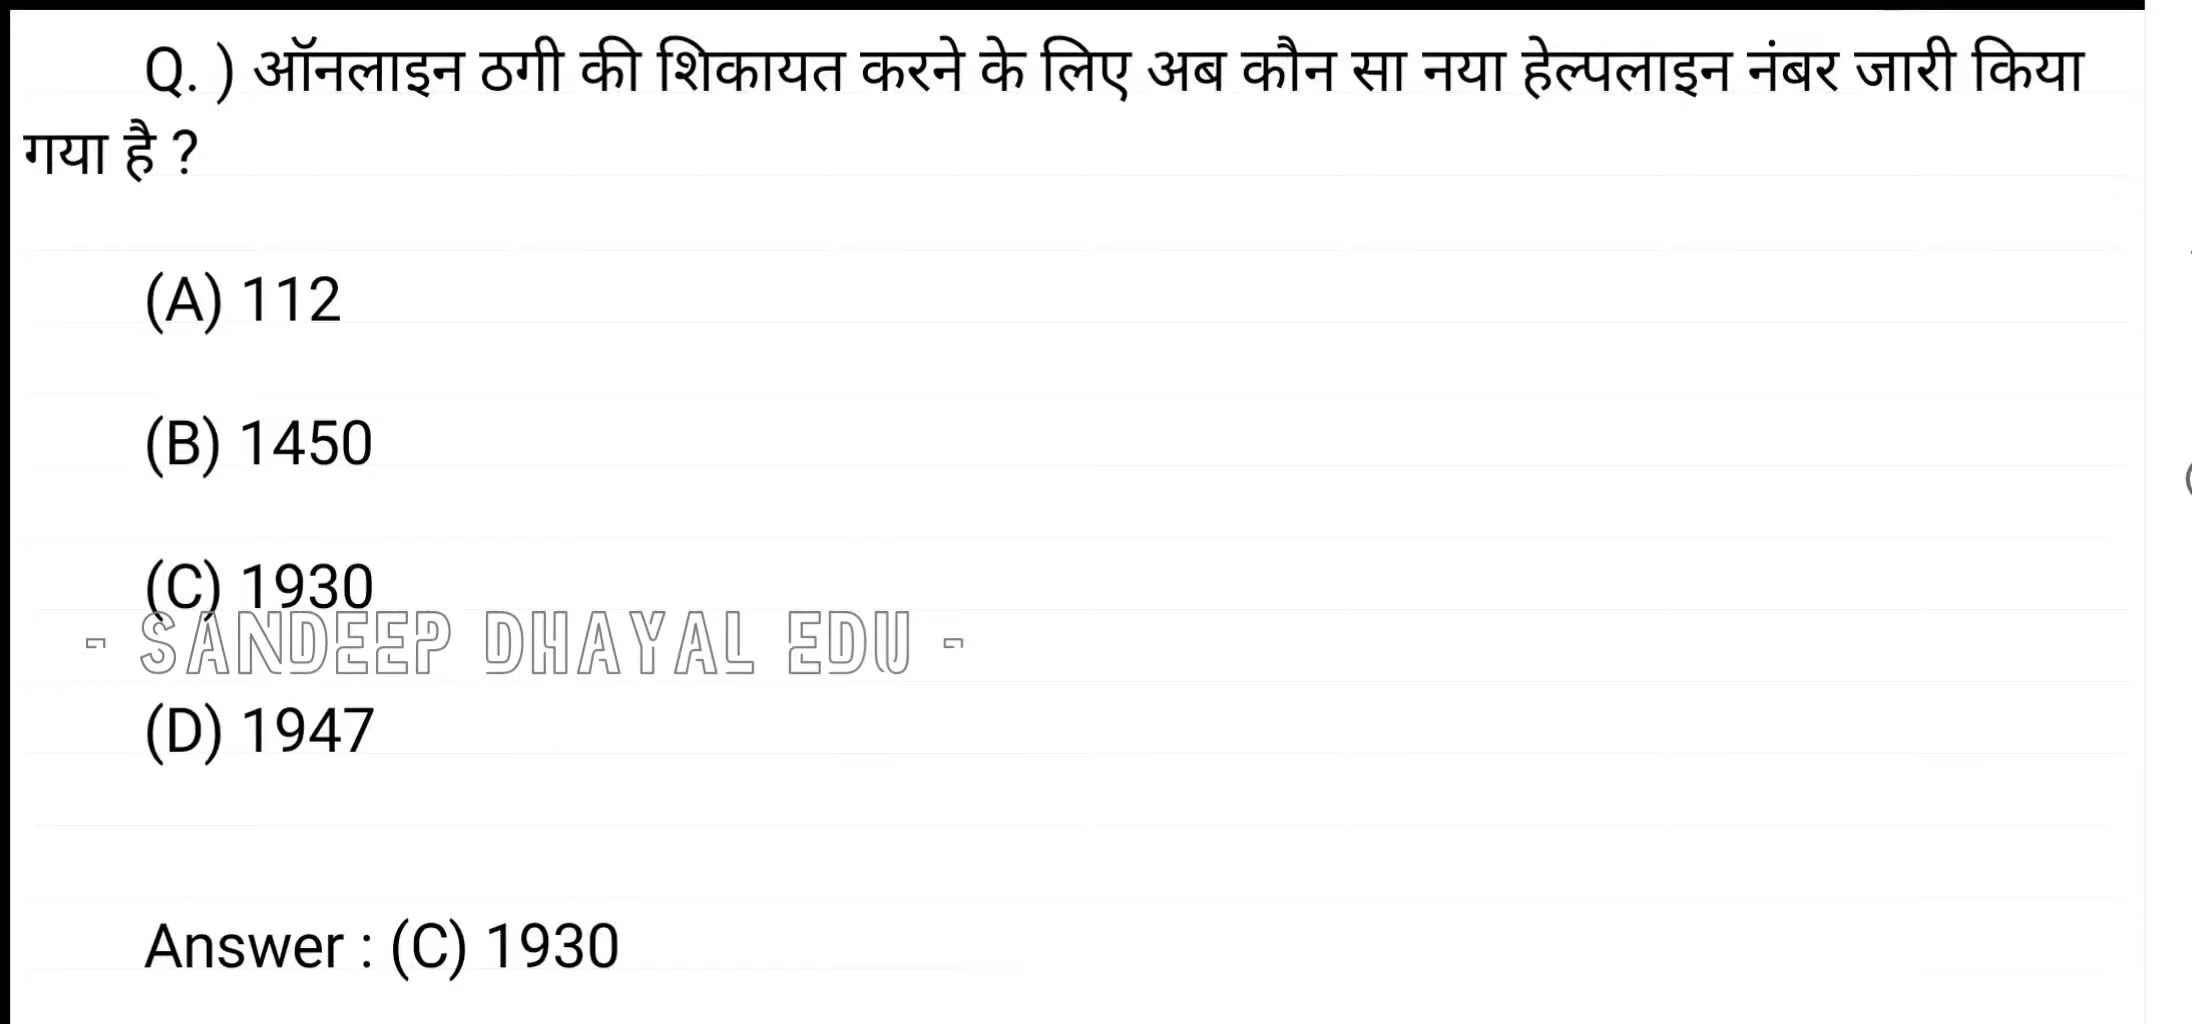 Q. ) ऑनलाइन ठगी की शिकायत करने के लिए अब कौन सा नया हेल्पलाइन नंबर जारी किया
गया है ?
(A) 112
(B) 1450
(C) 1930
- SANDEEP DHAYAL EDU -
(D) 1947
Answer : (C) 1930